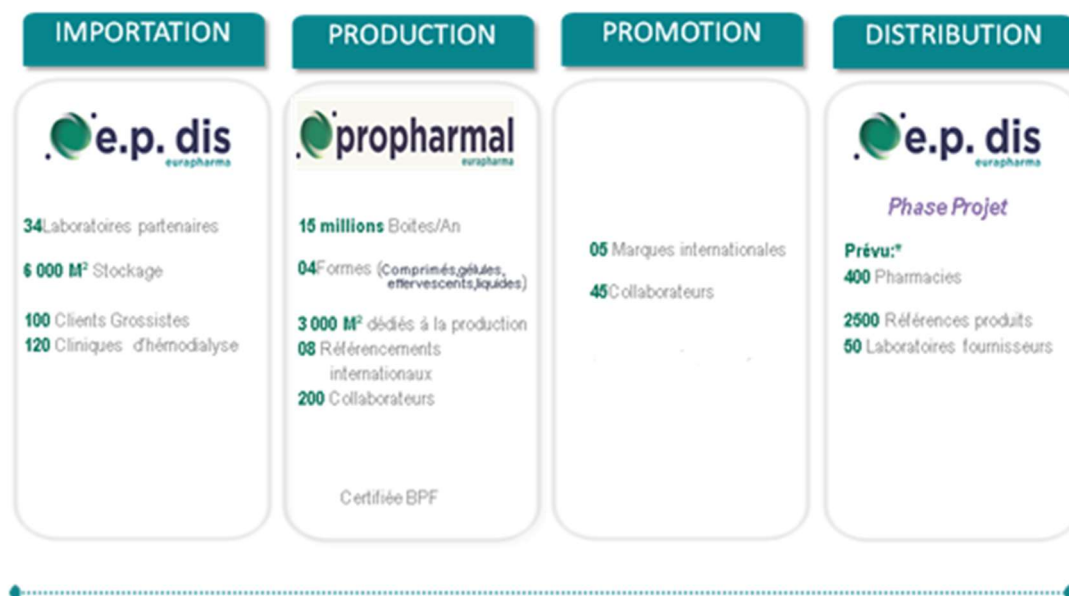 IMPORTATION
e.p. dis
eurapharma
34Laboratoires partenaires
6 000 M² Stockage
100 Clients Grossistes
120 Cliniques d'hémodialyse
PRODUCTION
propharmal
eurapharma
15 millions Boites/An
04Formes (Comprimés,gélules,
effervescents,liquides)
3 000 M² dédiés à la production
08 Référencements
internationaux
200 Collaborateurs
Certifiée BPF
PROMOTION
05 Marques internationales
45Collaborateurs
DISTRIBUTION
e.p. dis
eurapharma
Phase Projet
Prévu:*
400 Pharmacies
2500 Références produits
50 Laboratoires fournisseurs